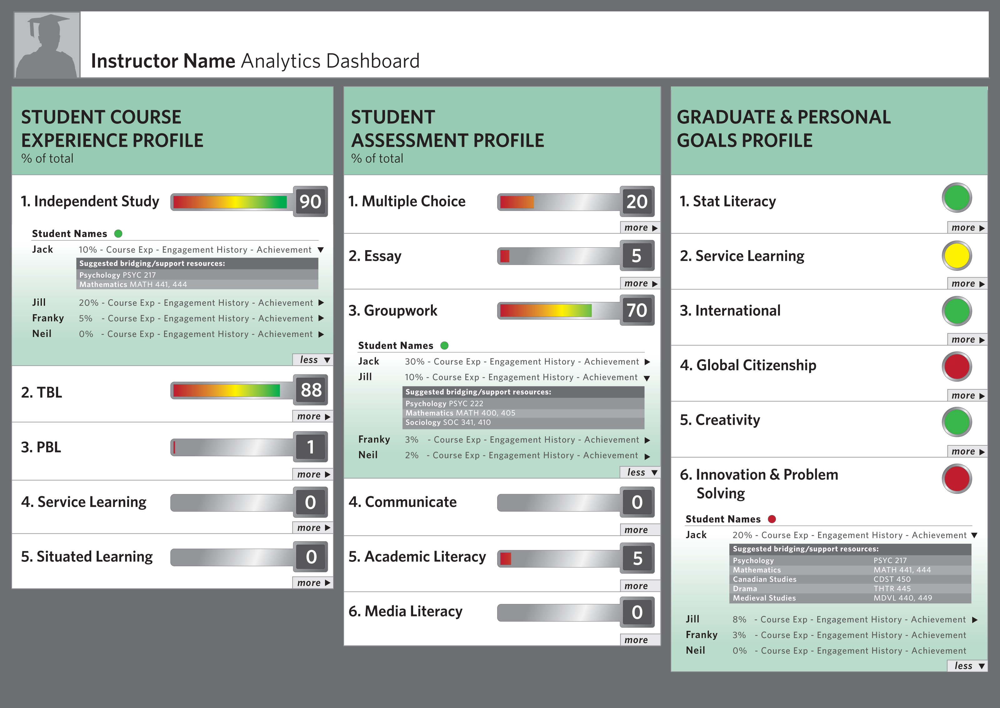 Instructor Name Analytics Dashboard
STUDENT COURSE
EXPERIENCE PROFILE
% of total
1. Independent Study 90
Student Names
Jack 10% - Course Exp - Engagement History - Achievement
Suggested bridging/support resources:
Psychology PSYC 217
Mathematics MATH 441, 444
Jill 20% - Course Exp - Engagement History - Achievement
Franky 5% - Course Exp - Engagement History - Achievement
Neil 0% - Course Exp - Engagement History - Achievement
less
2. TBL 88
more
3. PBL 1
more
4. Service Learning 0
more
5. Situated Learning 0
more
STUDENT
ASSESSMENT PROFILE
% of total
1. Multiple Choice 20
more
2. Essay 5
more
3. Groupwork 70
Student Names
Jack 30% - Course Exp - Engagement History - Achievement
Jill 10% - Course Exp - Engagement History - Achievement
Suggested bridging/support resources:
Psychology PSYC 222
Mathematics MATH 400, 405
Sociology SOC 341, 410
Franky 3% - Course Exp - Engagement History - Achievement
Neil 2% - Course Exp - Engagement History - Achievement
less
4. Communicate 0
more
5. Academic Literacy 5
more
6. Media Literacy 0
more
GRADUATE & PERSONAL
GOALS PROFILE
1. Stat Literacy
more
2. Service Learning
more
3. International
more
4. Global Citizenship
more
5. Creativity
more
6. Innovation & Problem
Solving
Student Names
Jack 20% - Course Exp - Engagement History - Achievement
Suggested bridging/support resources:
Psychology PSYC 217
Mathematics MATH 441, 444
Canadian Studies CDST 450
Drama THTR 445
Medieval Studies MDVL 440, 449
Jill 8% - Course Exp - Engagement History - Achievement
Franky 3% - Course Exp - Engagement History - Achievement
Neil 0% - Course Exp - Engagement History - Achievement
less